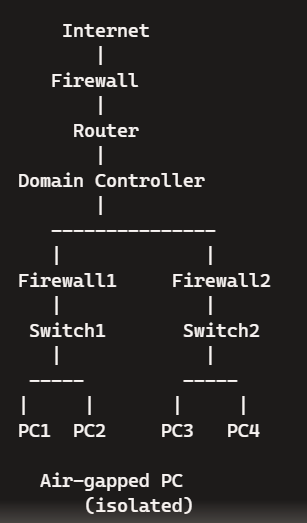 Internet
Firewall
Router
Domain Controller
Firewall1 Firewall2
Switch1 Switch2
PC1 PC2 PC3 PC4
Air-gapped PC
(isolated)